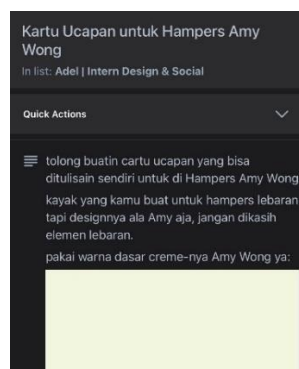 Kartu Ucapan untuk Hampers Amy
Wong
In list: Adel | Intern Design & Social
Quick Actions
tolong buatin cartu ucapan yang bisa
ditulisain sendiri untuk di Hampers Amy Wong
kayak yang kamu buat untuk hampers lebaran
tapi designnya ala Amy aja, jangan dikasih
elemen lebaran.
pakai warna dasar creme-nya Amy Wong ya: